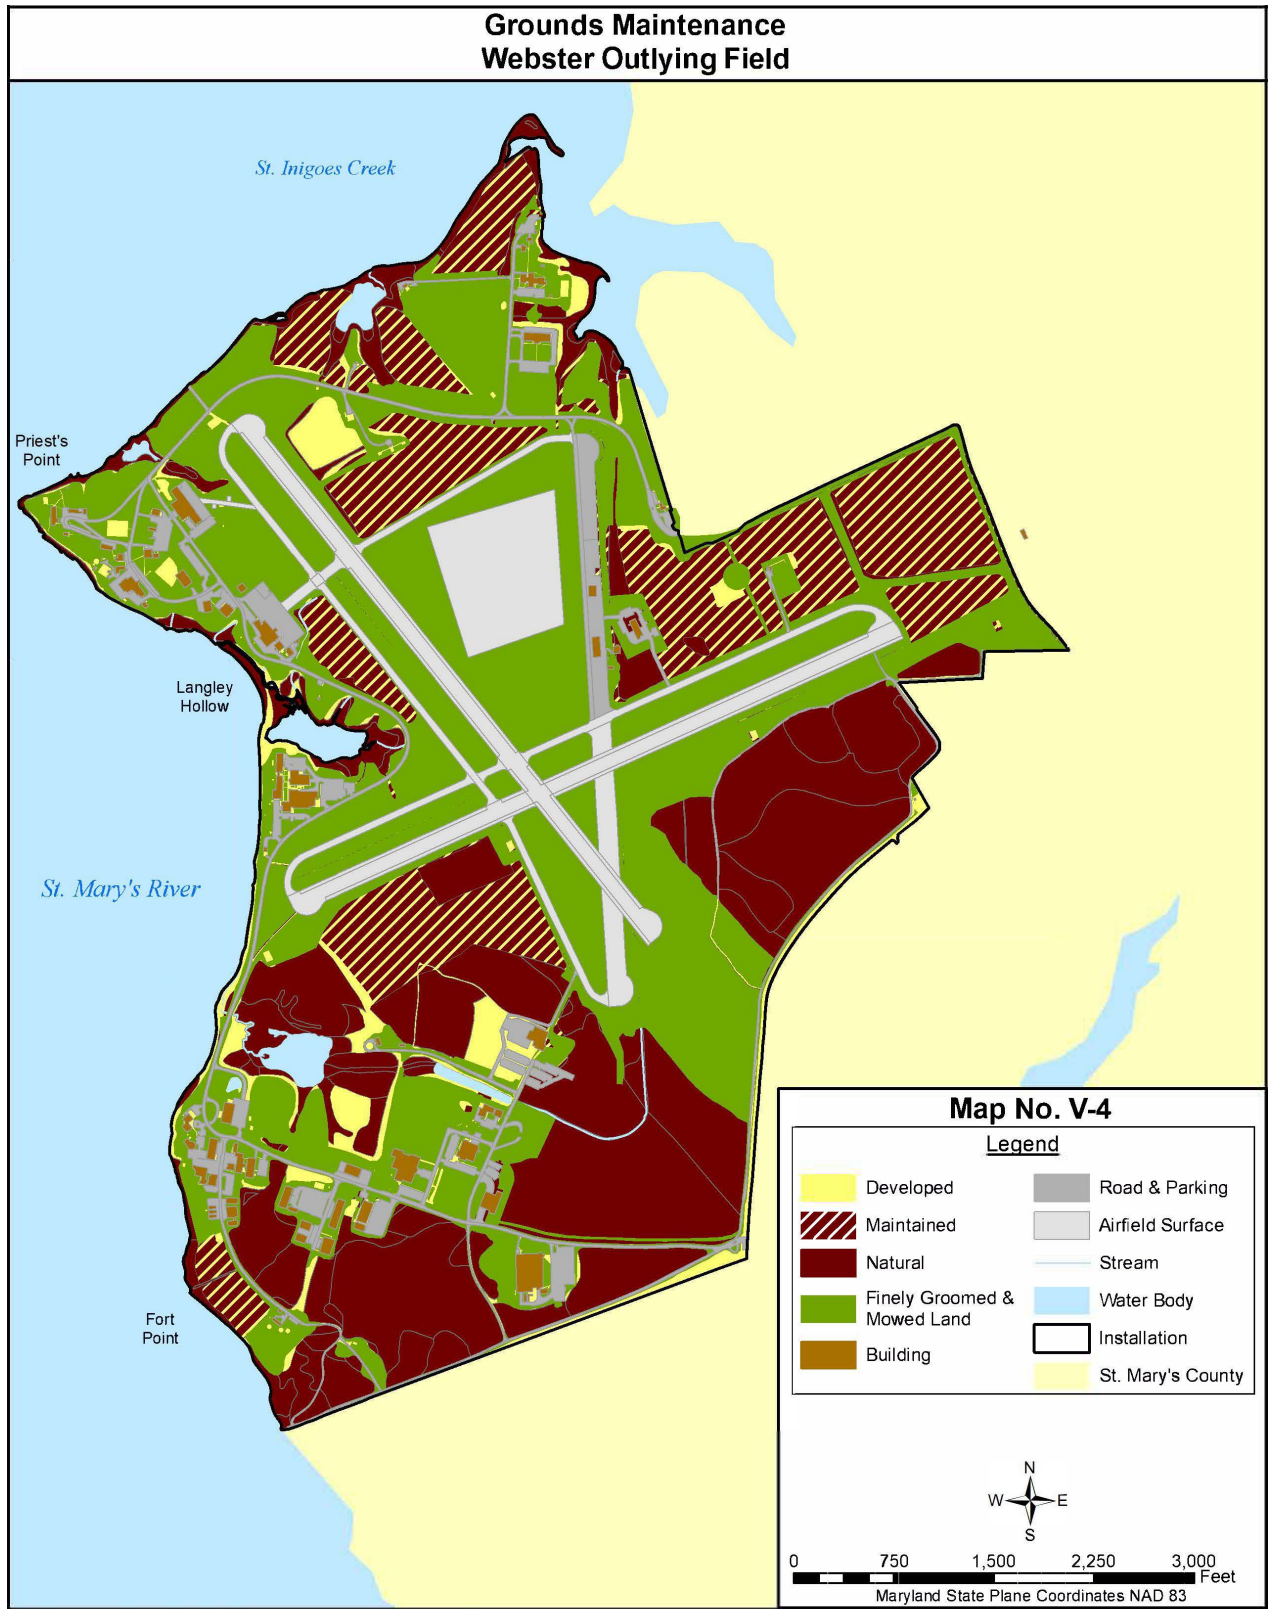 Grounds Maintenance
Webster Outlying Field
St. Inigoes Creek
Priest's
Point
Langley
Hollow
St. Mary's River
Fort
Point
Map No. V-4
Legend
Developed
Maintained
Natural
Finely Groomed &
Mowed Land
Building
Road & Parking
Airfield Surface
Stream
Water Body
Installation
St. Mary's County
N
W E
S
0 750 1,500 2,250 3,000
Feet
Maryland State Plane Coordinates NAD 83